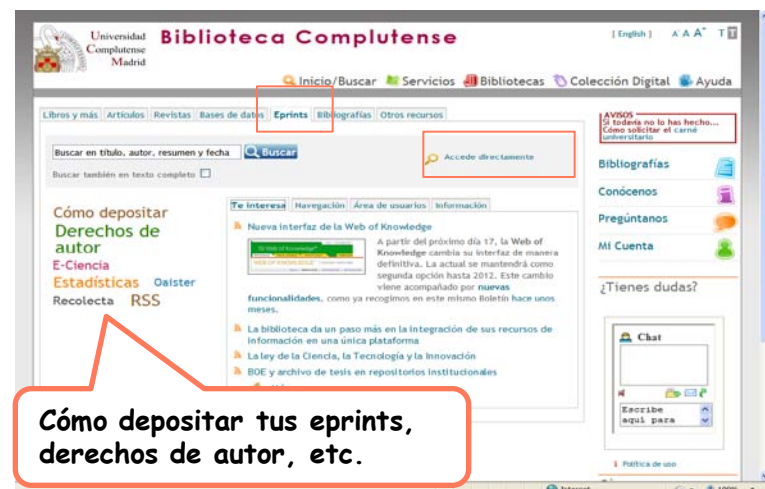 Universidad
Complutense
Madrid
Biblioteca Complutense
[ English ] A A A+ T T
Inicio/Buscar Servicios Bibliotecas Colección Digital Ayuda
Libros y más Artículos Revistas Bases de datos Eprints Bibliografías Otros recursos
Buscar en título, autor, resumen y fecha Buscar
Accede directamente
Buscar también en texto completo
AVISOS
Si todavía no lo has hecho...
Cómo solicitar el carné
universitario
Bibliografías
Conócenos
Pregúntanos
Mi Cuenta
¿Tienes dudas?
Chat
Escribe
aquí para
Política de uso
Cómo depositar
Derechos de
autor
E-Ciencia
Estadísticas Oaister
Recolecta RSS
Te interesa Navegación Área de usuarios Información
Nueva interfaz de la Web of Knowledge
A partir del próximo día 17, la Web of
Knowledge cambia su interfaz de manera
definitiva. La actual se mantendrá como
segunda opción hasta 2012. Este cambio
viene acompañado por nuevas
funcionalidades, como ya recogimos en este mismo Boletín hace unos
meses.
La biblioteca da un paso más en la integración de sus recursos de
información en una única plataforma
La ley de la Ciencia, la Tecnología y la Innovación
BOE y archivo de tesis en repositorios institucionales
Cómo depositar tus eprints,
derechos de autor, etc.
Internet
100%